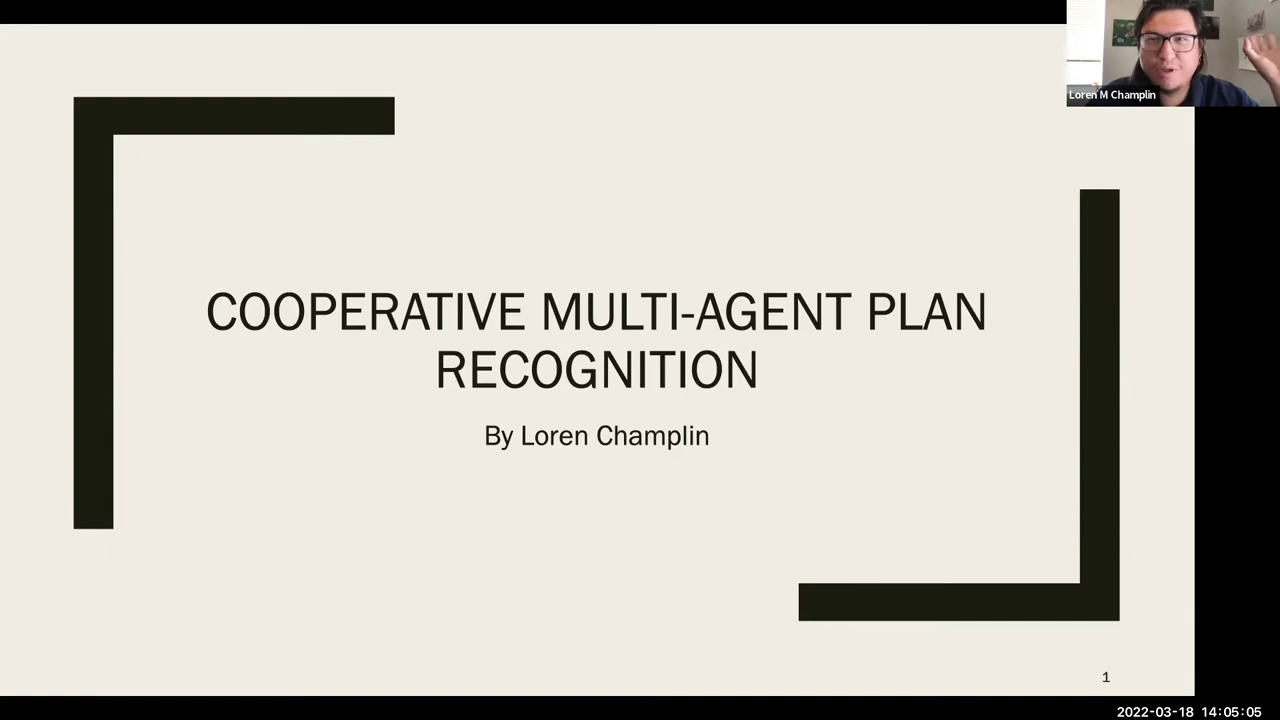 Loren M Champlin
COOPERATIVE MULTI-AGENT PLAN
RECOGNITION
By Loren Champlin
1
2022-03-18 14:05:05